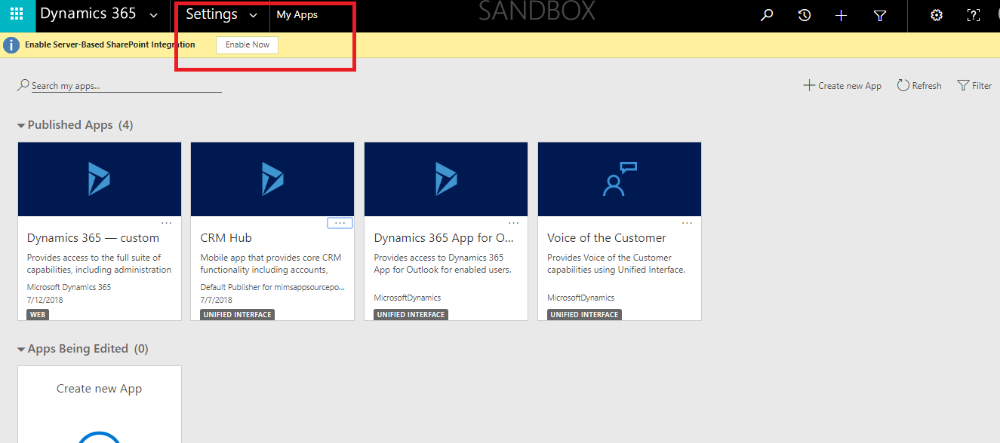 Dynamics 365
Settings
My Apps
SANDBOX
Enable Server-Based SharePoint Integration
Enable Now
Search my apps...
Create new App
Refresh
Filter
Published Apps (4)
Dynamics 365 — custom
Provides access to the full suite of
capabilities, including administration
Microsoft Dynamics 365
7/12/2018
WEB
CRM Hub
Mobile app that provides core CRM
functionality including accounts,
Default Publisher for mimsappsourcepo...
7/7/2018
UNIFIED INTERFACE
Dynamics 365 App for O...
Provides access to Dynamics 365
App for Outlook for enabled users.
MicrosoftDynamics
UNIFIED INTERFACE
Voice of the Customer
Provides Voice of the Customer
capabilities using Unified Interface.
MicrosoftDynamics
UNIFIED INTERFACE
Apps Being Edited (0)
Create new App